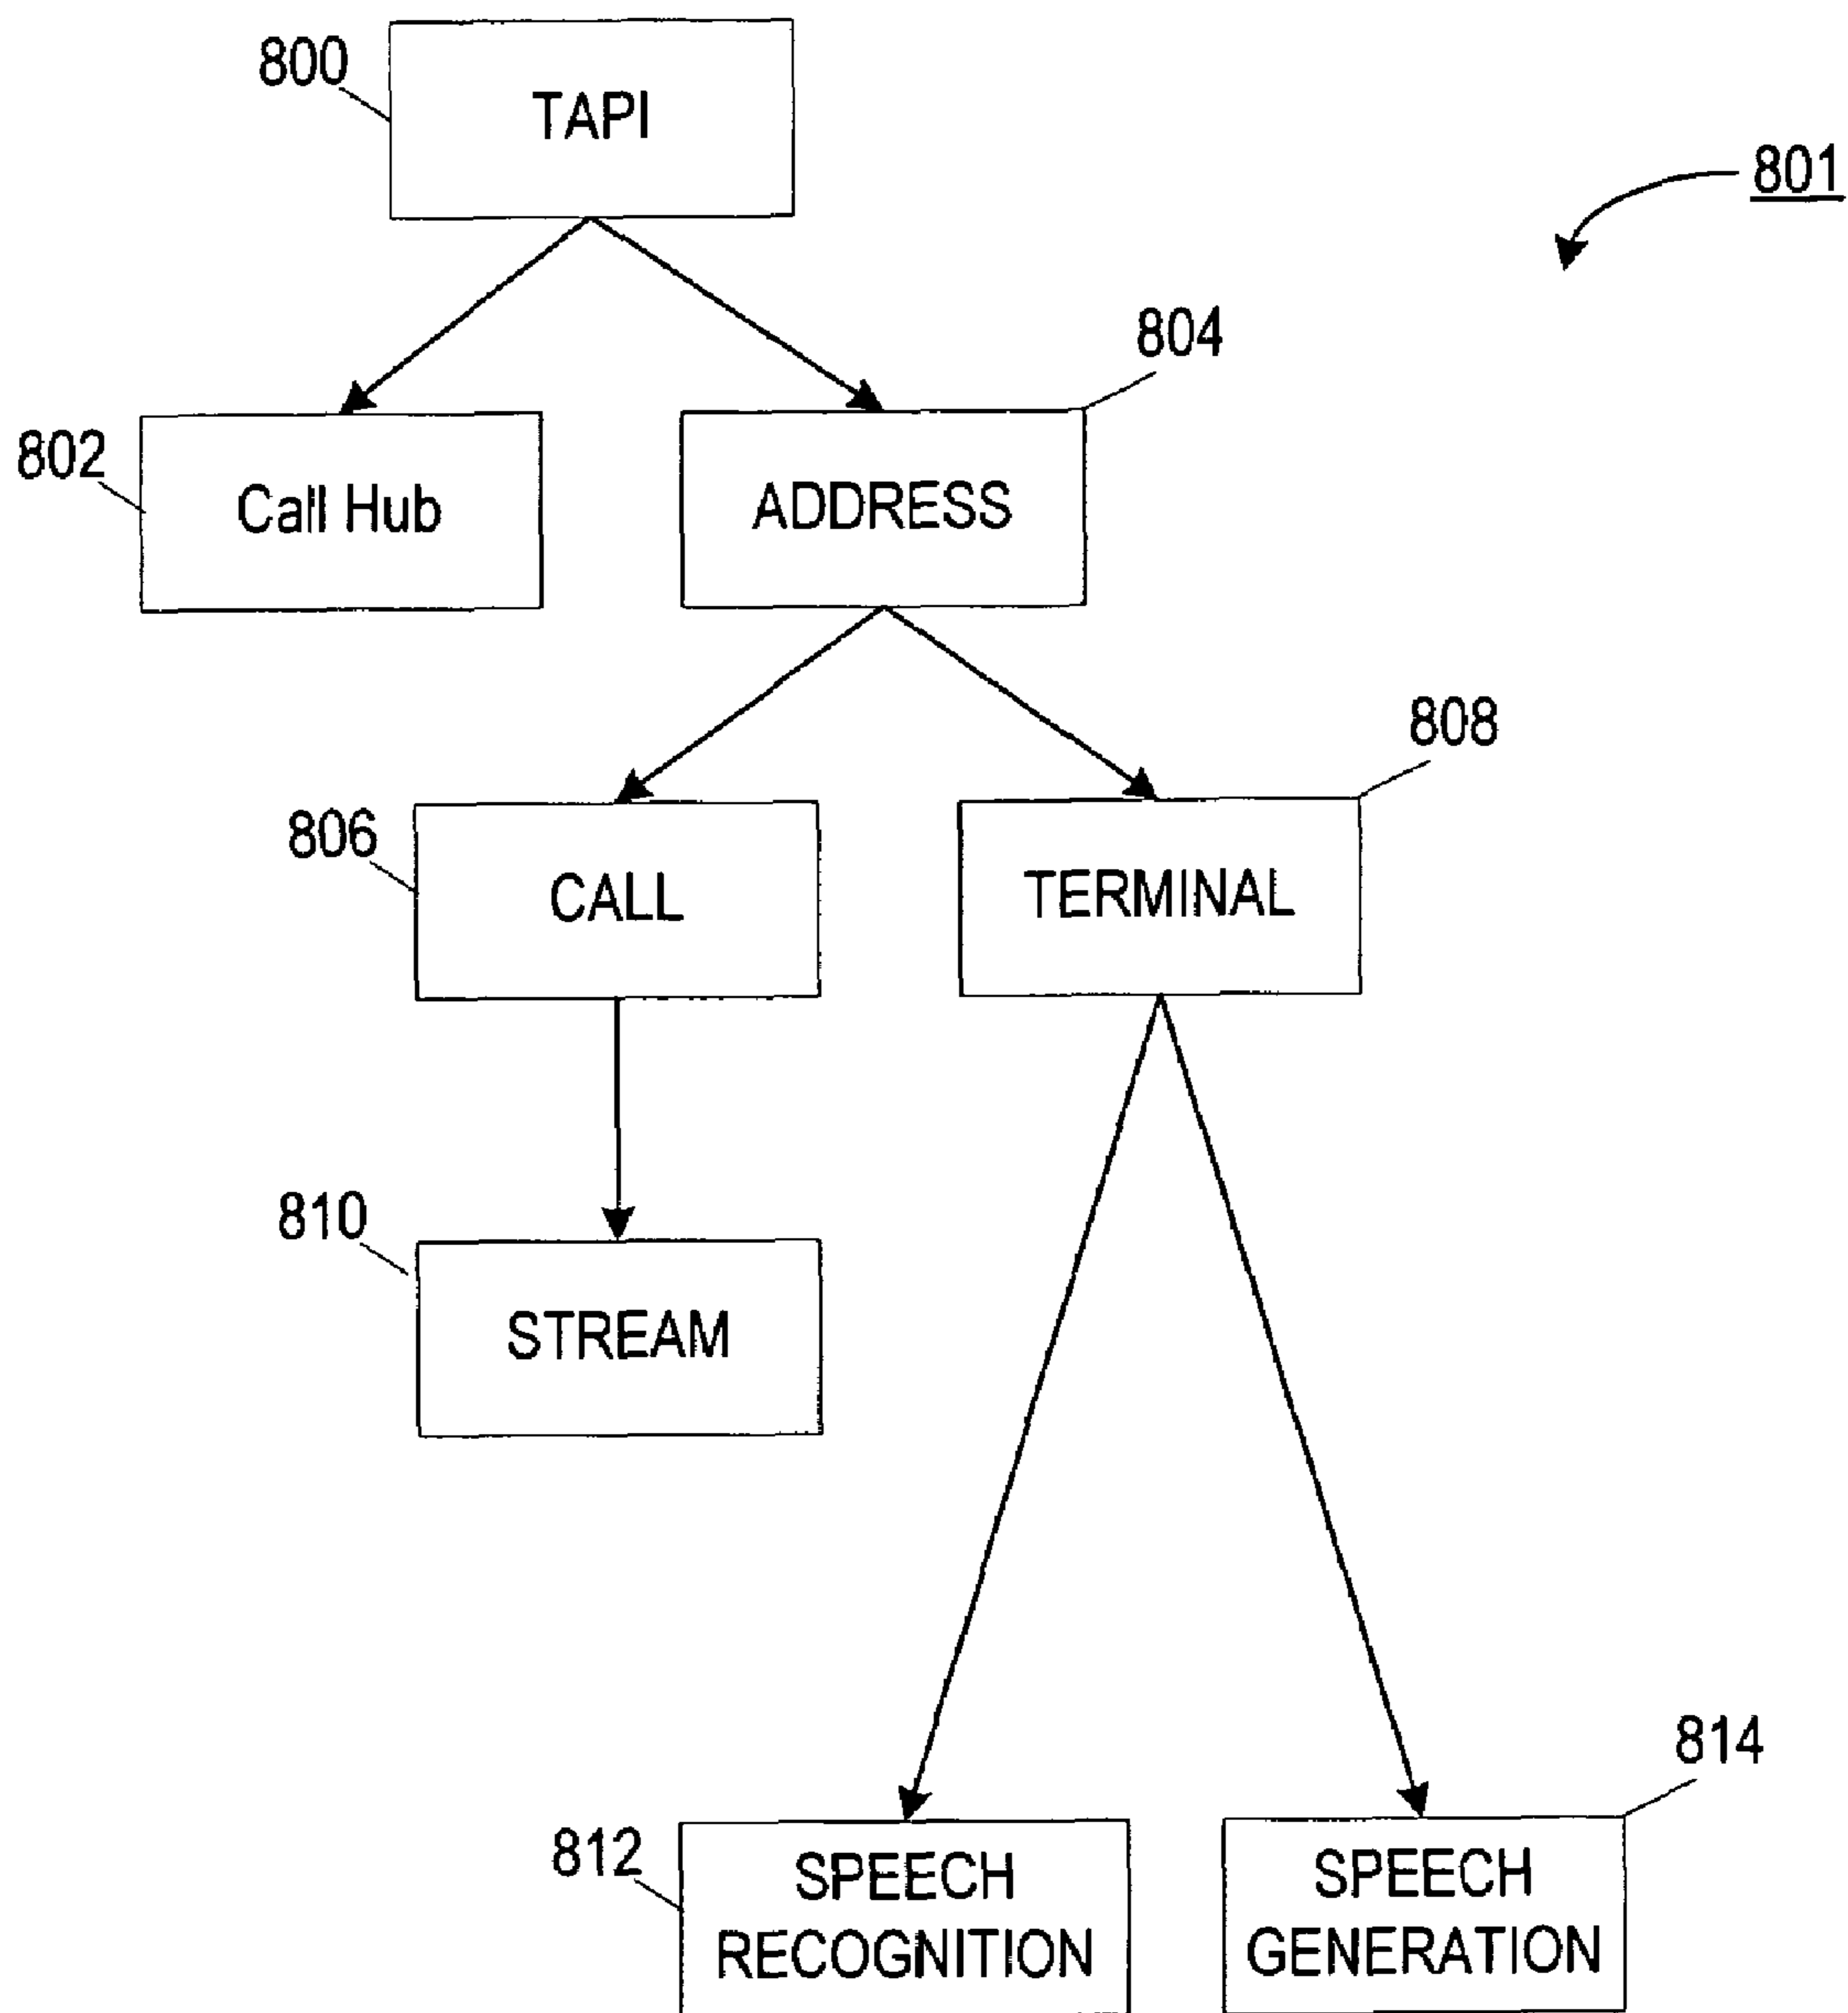 800
TAPI
801
804
802
Call Hub
ADDRESS
808
806
CALL
TERMINAL
810
STREAM
814
812
SPEECH
RECOGNITION
SPEECH
GENERATION